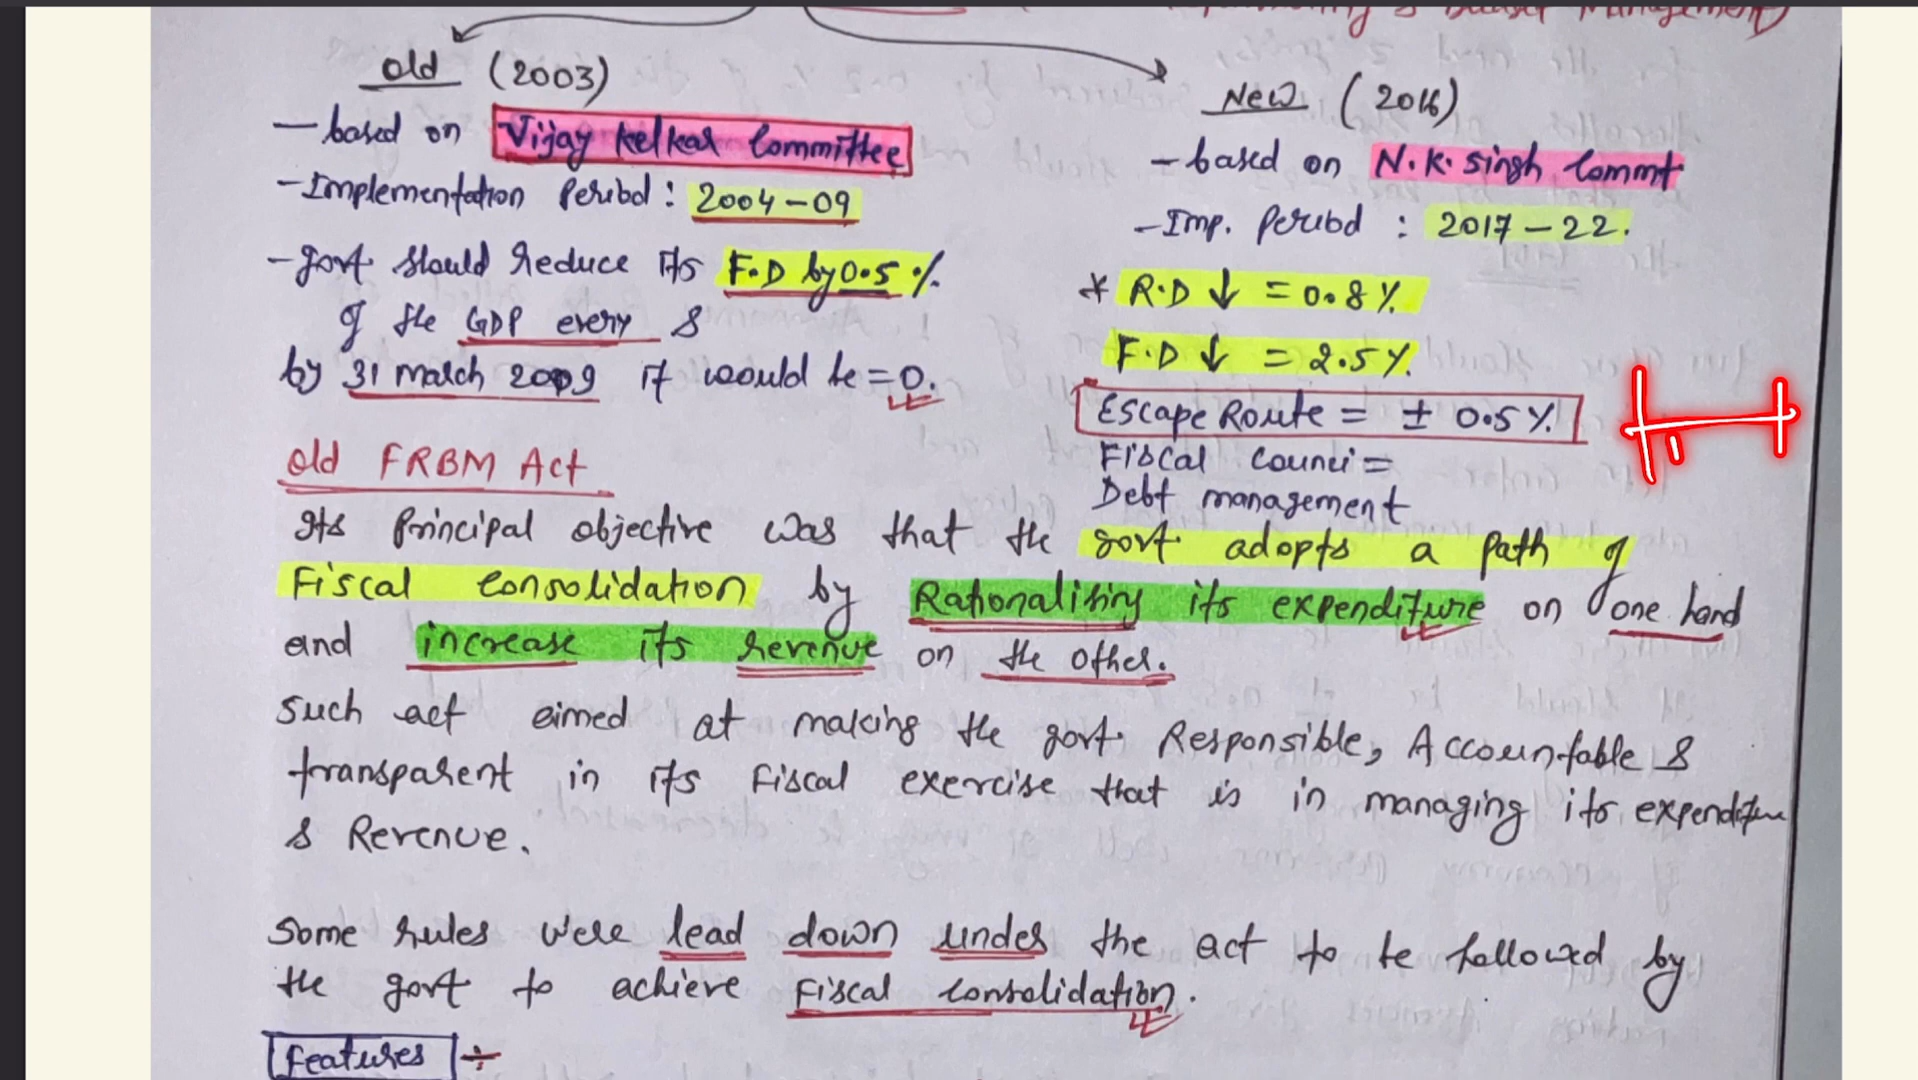 & Budget Management
Old (2003)
– based on Vijay Kelkar Committee
– Implementation Period : 2004 – 09
– govt should reduce its F.D by 0.5 %
of the GDP every &
by 31 march 2009 it would be = 0.
New (2016)
– based on N.K. Singh Commt
– Imp. Period : 2017 – 22.
* R.D ↓ = 0.8 %
F.D ↓ = 2.5 %.
Escape Route = ± 0.5 %.
Fiscal Counci =
Debt management
Old FRBM Act
Its Principal objective was that the govt adopts a path of
Fiscal Consolidation by Rationalising its expenditure on one hand
and increase its revenue on the other.
Such act aimed at making the govt. Responsible, Accountable &
transparent in its Fiscal exercise that is in managing its expenditure
& Revenue.
Some rules were lead down under the act to be followed by
the govt to achieve Fiscal Consolidation.
Features ÷